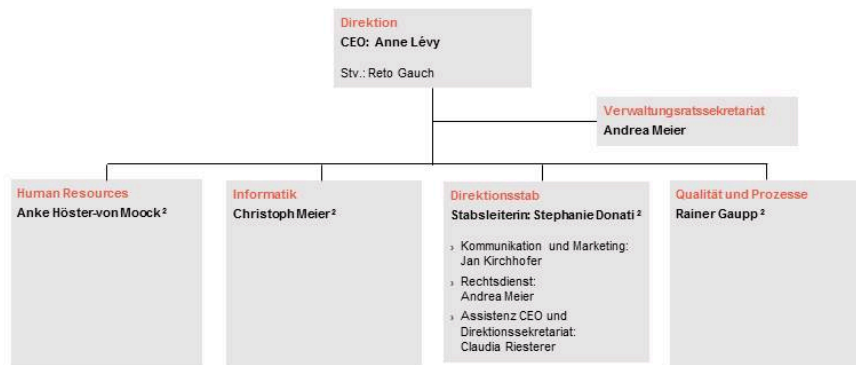 Direktion
CEO: Anne Lévy
Stv.: Reto Gauch
Verwaltungsratssekretariat
Andrea Meier
Human Resources
Anke Höster-von Moock ²
Informatik
Christoph Meier ²
Direktionsstab
Stabsleiterin: Stephanie Donati ²
› Kommunikation und Marketing:
Jan Kirchhofer
› Rechtsdienst:
Andrea Meier
› Assistenz CEO und
Direktionssekretariat:
Claudia Riesterer
Qualität und Prozesse
Rainer Gaupp ²